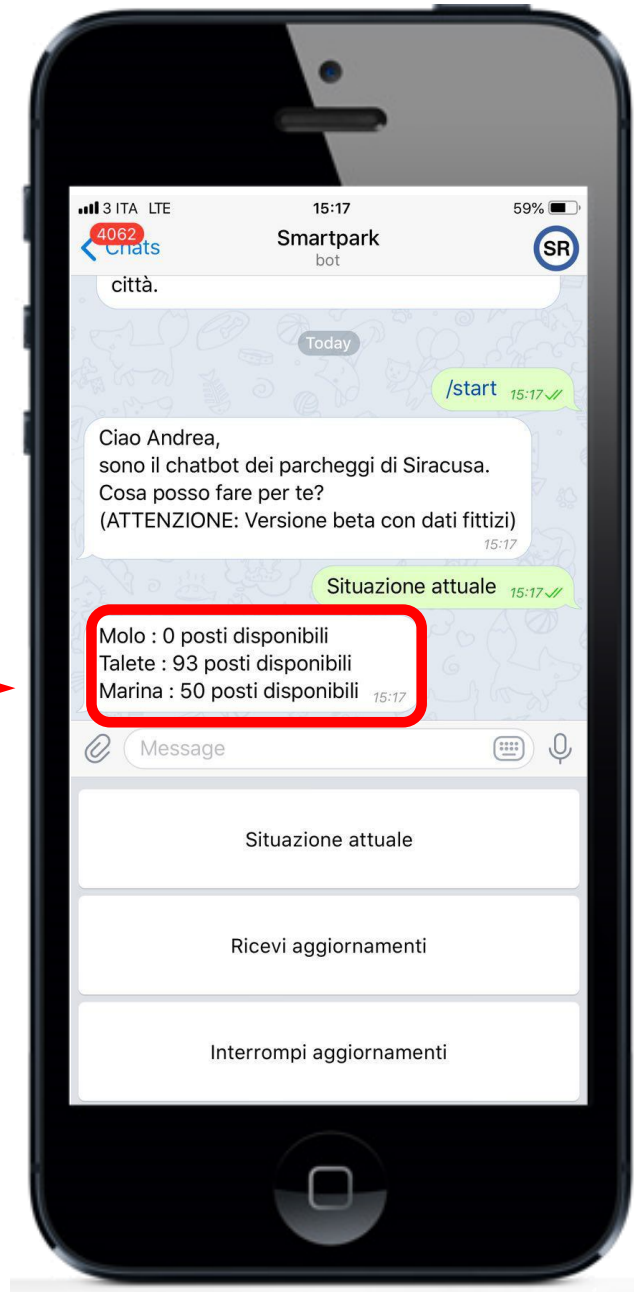 3 ITA LTE
15:17
59%
4062
Chats
Smartpark
bot
SR
città.
Today
/start 15:17
Ciao Andrea,
sono il chatbot dei parcheggi di Siracusa.
Cosa posso fare per te?
(ATTENZIONE: Versione beta con dati fittizi)
15:17
Situazione attuale 15:17
Molo : 0 posti disponibili
Talete : 93 posti disponibili
Marina : 50 posti disponibili 15:17
Message
Situazione attuale
Ricevi aggiornamenti
Interrompi aggiornamenti